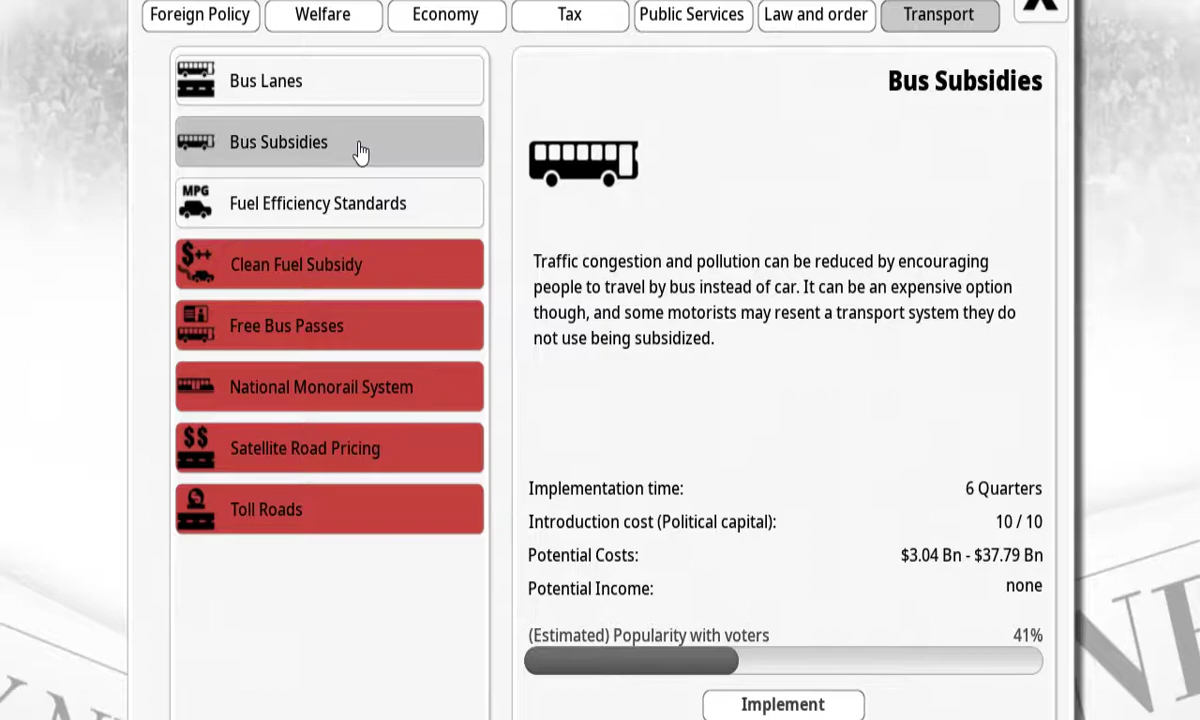 Foreign Policy
Welfare
Economy
Tax
Public Services
Law and order
Transport
X
Bus Lanes
Bus Subsidies
MPG
Fuel Efficiency Standards
$++
Clean Fuel Subsidy
Free Bus Passes
National Monorail System
$$
Satellite Road Pricing
Toll Roads
Bus Subsidies
Traffic congestion and pollution can be reduced by encouraging
people to travel by bus instead of car. It can be an expensive option
though, and some motorists may resent a transport system they do
not use being subsidized.
Implementation time: 6 Quarters
Introduction cost (Political capital): 10 / 10
Potential Costs: $3.04 Bn - $37.79 Bn
Potential Income: none
(Estimated) Popularity with voters 41%
Implement